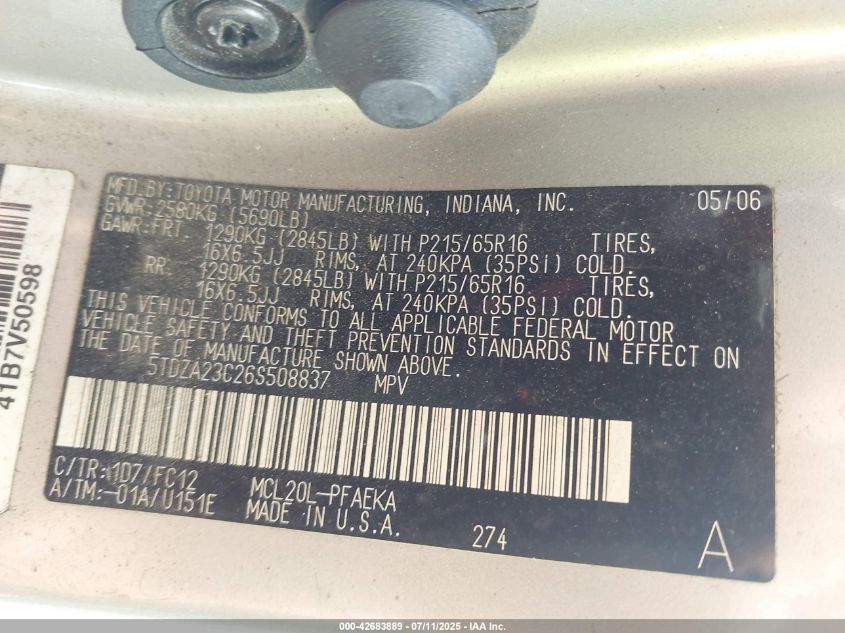 MFD. BY: TOYOTA MOTOR MANUFACTURING, INDIANA, INC. 05/06
GVWR: 2580KG (5690LB)
GAWR: FRT 1290KG (2845LB) WITH P215/65R16 TIRES,
16X6.5JJ RIMS, AT 240KPA (35PSI) COLD.
RR 1290KG (2845LB) WITH P215/65R16 TIRES,
16X6.5JJ RIMS, AT 240KPA (35PSI) COLD.
THIS VEHICLE CONFORMS TO ALL APPLICABLE FEDERAL MOTOR
VEHICLE SAFETY AND THEFT PREVENTION STANDARDS IN EFFECT ON
THE DATE OF MANUFACTURE SHOWN ABOVE.
5TDZA23C26S508837 MPV
C/TR: 1D7/FC12
A/TM: -01A/U151E
MCL20L-PFAEKA
MADE IN U.S.A.
274
A
41B7V50598
000-42683889 - 07/11/2025 - IAA Inc.